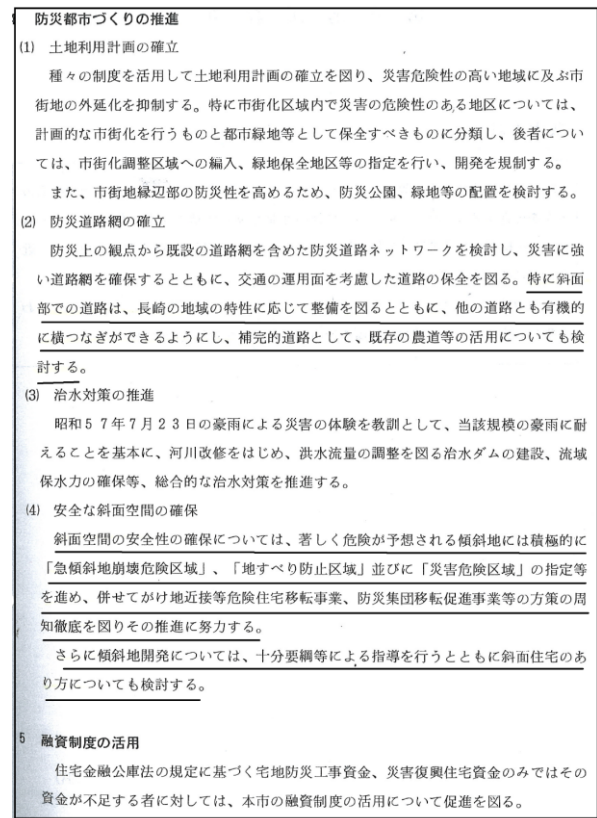 防災都市づくりの推進
(1) 土地利用計画の確立
種々の制度を活用して土地利用計画の確立を図り、災害危険性の高い地域に及ぶ市
街地の外延化を抑制する。特に市街化区域内で災害の危険性のある地区については、
計画的な市街化を行うものと都市緑地等として保全すべきものに分類し、後者につい
ては、市街化調整区域への編入、緑地保全地区等の指定を行い、開発を規制する。
また、市街地縁辺部の防災性を高めるため、防災公園、緑地等の配置を検討する。
(2) 防災道路網の確立
防災上の観点から既設の道路網を含めた防災道路ネットワークを検討し、災害に強
い道路網を確保するとともに、交通の運用面を考慮した道路の保全を図る。特に斜面
部での道路は、長崎の地域の特性に応じて整備を図るとともに、他の道路とも有機的
に横つなぎができるようにし、補完的道路として、既存の農道等の活用についても検
討する。
(3) 治水対策の推進
昭和57年7月23日の豪雨による災害の体験を教訓として、当該規模の豪雨に耐
えることを基本に、河川改修をはじめ、洪水流量の調整を図る治水ダムの建設、流域
保水力の確保等、総合的な治水対策を推進する。
(4) 安全な斜面空間の確保
斜面空間の安全性の確保については、著しく危険が予想される傾斜地には積極的に
「急傾斜地崩壊危険区域」、「地すべり防止区域」並びに「災害危険区域」の指定等
を進め、併せてがけ地近接等危険住宅移転事業、防災集団移転促進事業等の方策の周
知徹底を図りその推進に努力する。
さらに傾斜地開発については、十分要綱等による指導を行うとともに斜面住宅のあ
り方についても検討する。
5 融資制度の活用
住宅金融公庫法の規定に基づく宅地防災工事資金、災害復興住宅資金のみではその
資金が不足する者に対しては、本市の融資制度の活用について促進を図る。